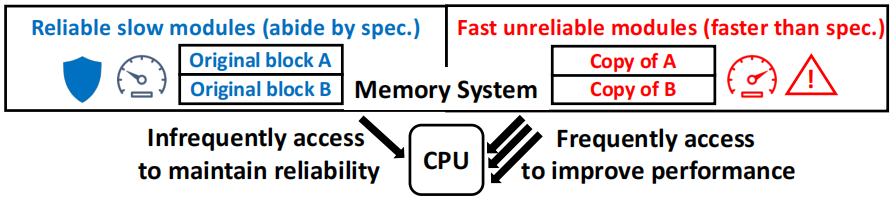 Reliable slow modules (abide by spec.)
Original block A
Original block B
Fast unreliable modules (faster than spec.)
Copy of A
Copy of B
!
Memory System
Infrequently access
to maintain reliability
CPU
Frequently access
to improve performance